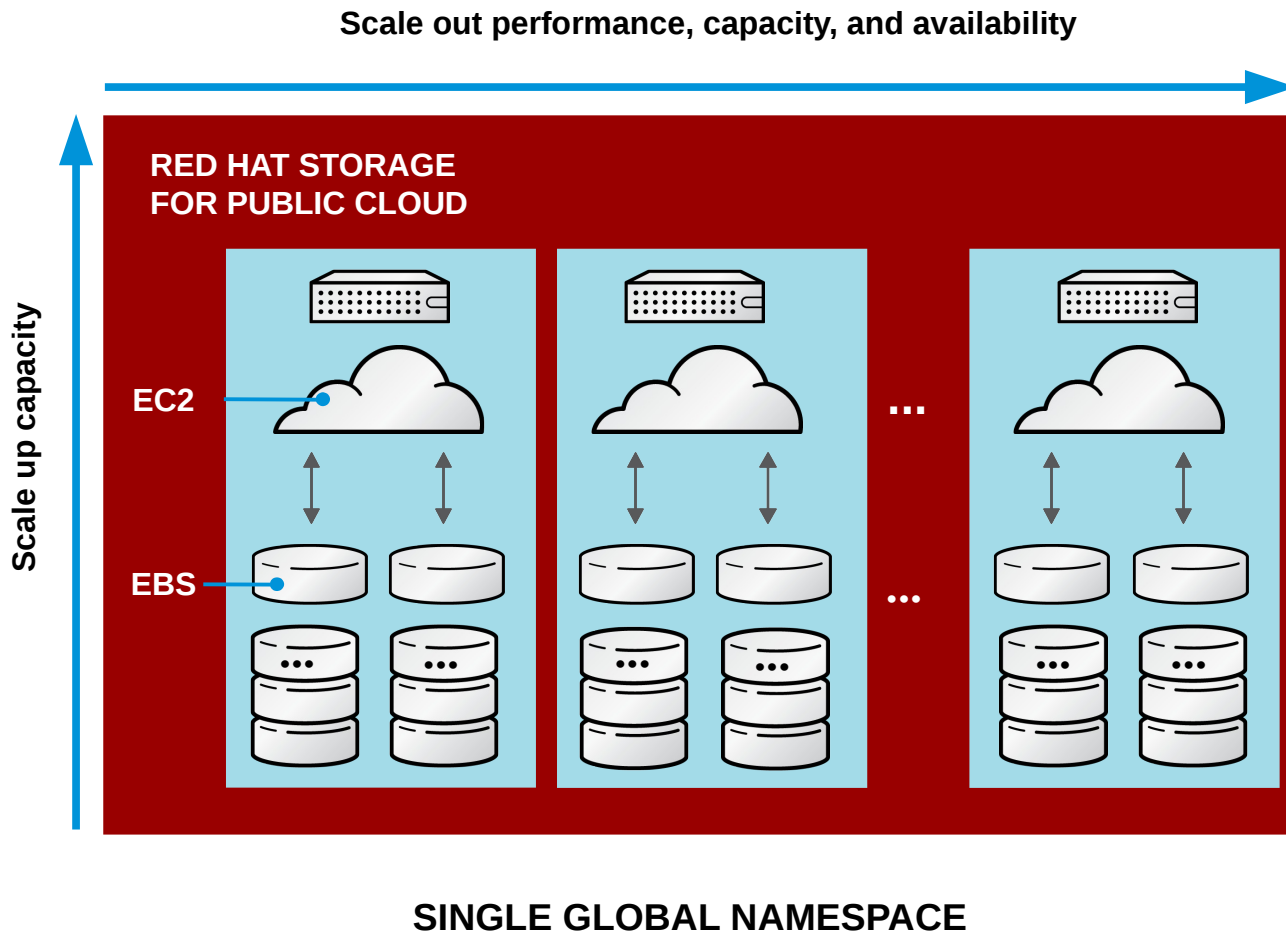 Scale out performance, capacity, and availability
RED HAT STORAGE
FOR PUBLIC CLOUD
Scale up capacity
EC2
...
EBS
...
SINGLE GLOBAL NAMESPACE